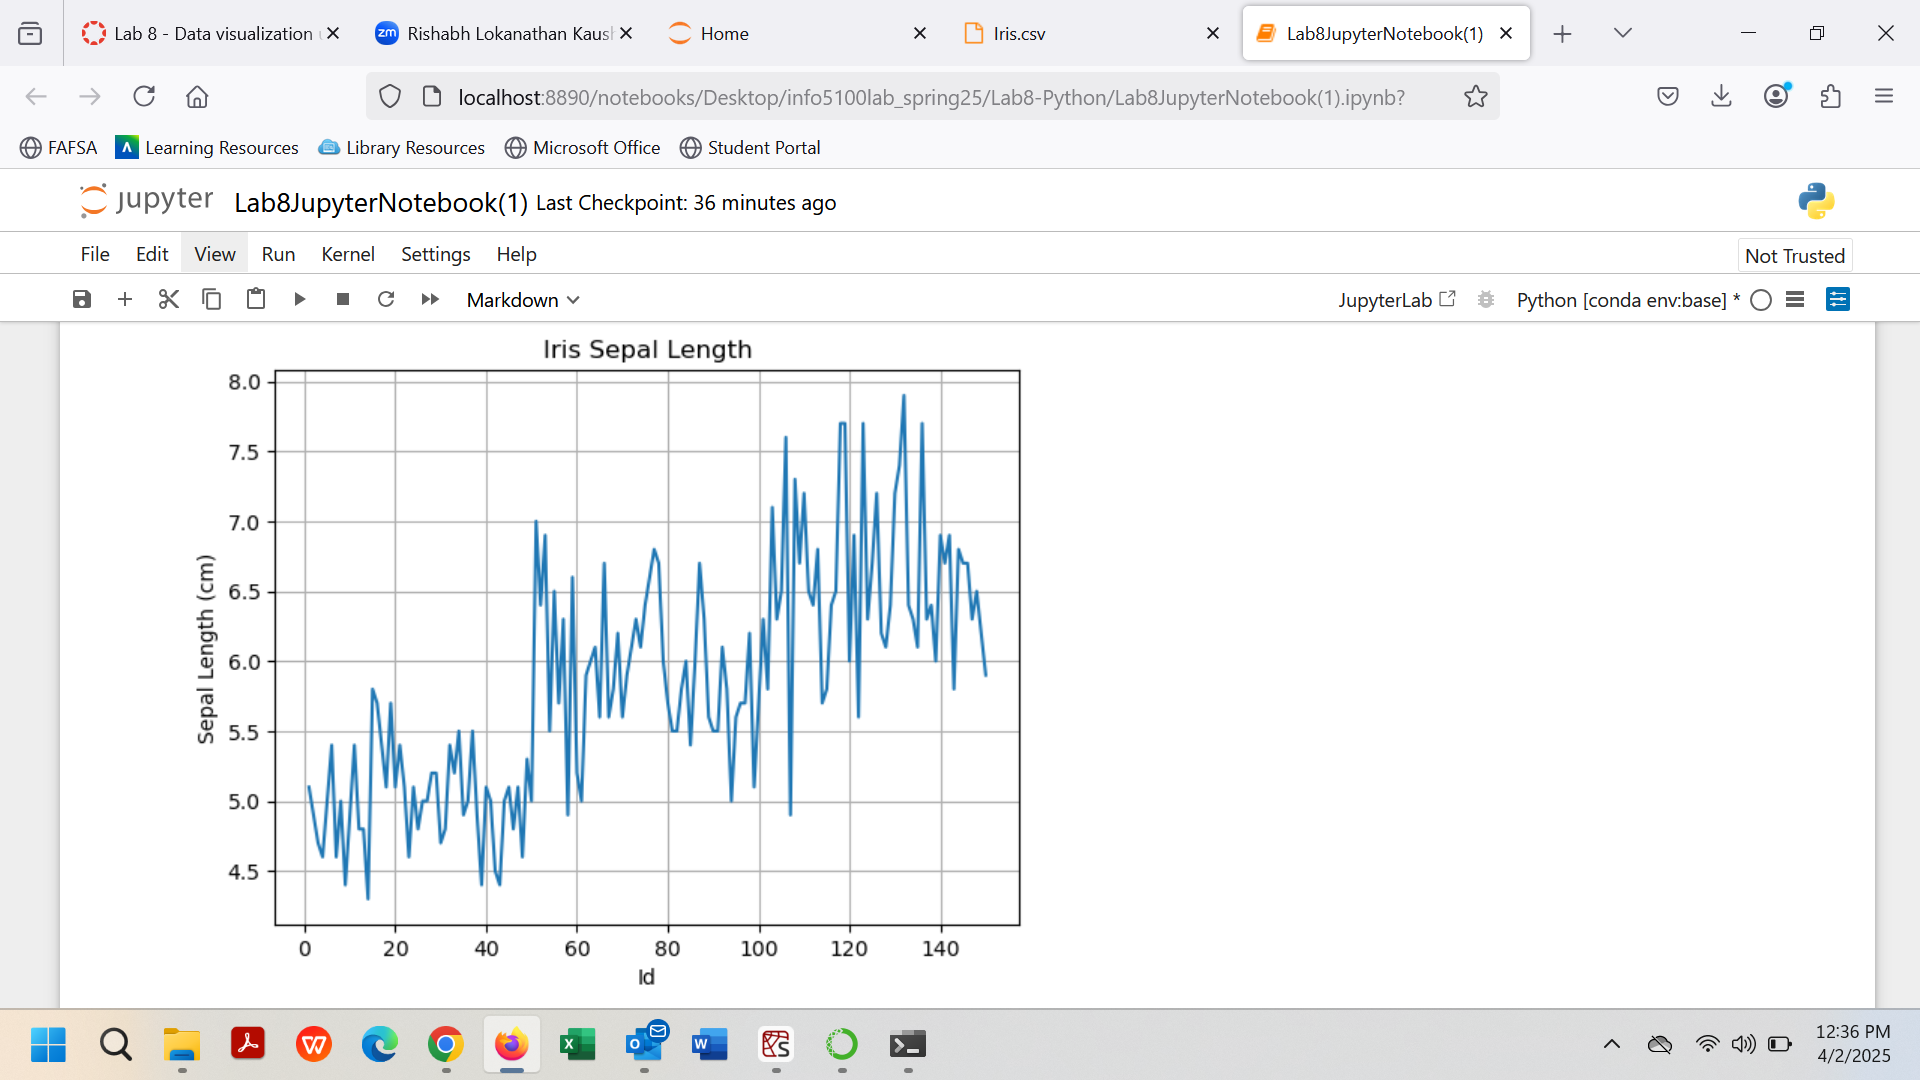 Lab 8 - Data visualization
Rishabh Lokanathan Kaus
Home
Iris.csv
Lab8JupyterNotebook(1)
localhost:8890/notebooks/Desktop/info5100lab_spring25/Lab8-Python/Lab8JupyterNotebook(1).ipynb?
FAFSA
Learning Resources
Library Resources
Microsoft Office
Student Portal
jupyter
Lab8JupyterNotebook(1) Last Checkpoint: 36 minutes ago
File Edit View Run Kernel Settings Help
Not Trusted
Markdown
JupyterLab
Python [conda env:base] *
Iris Sepal Length
Sepal Length (cm)
8.0
7.5
7.0
6.5
6.0
5.5
5.0
4.5
0 20 40 60 80 100 120 140
Id
12:36 PM
4/2/2025